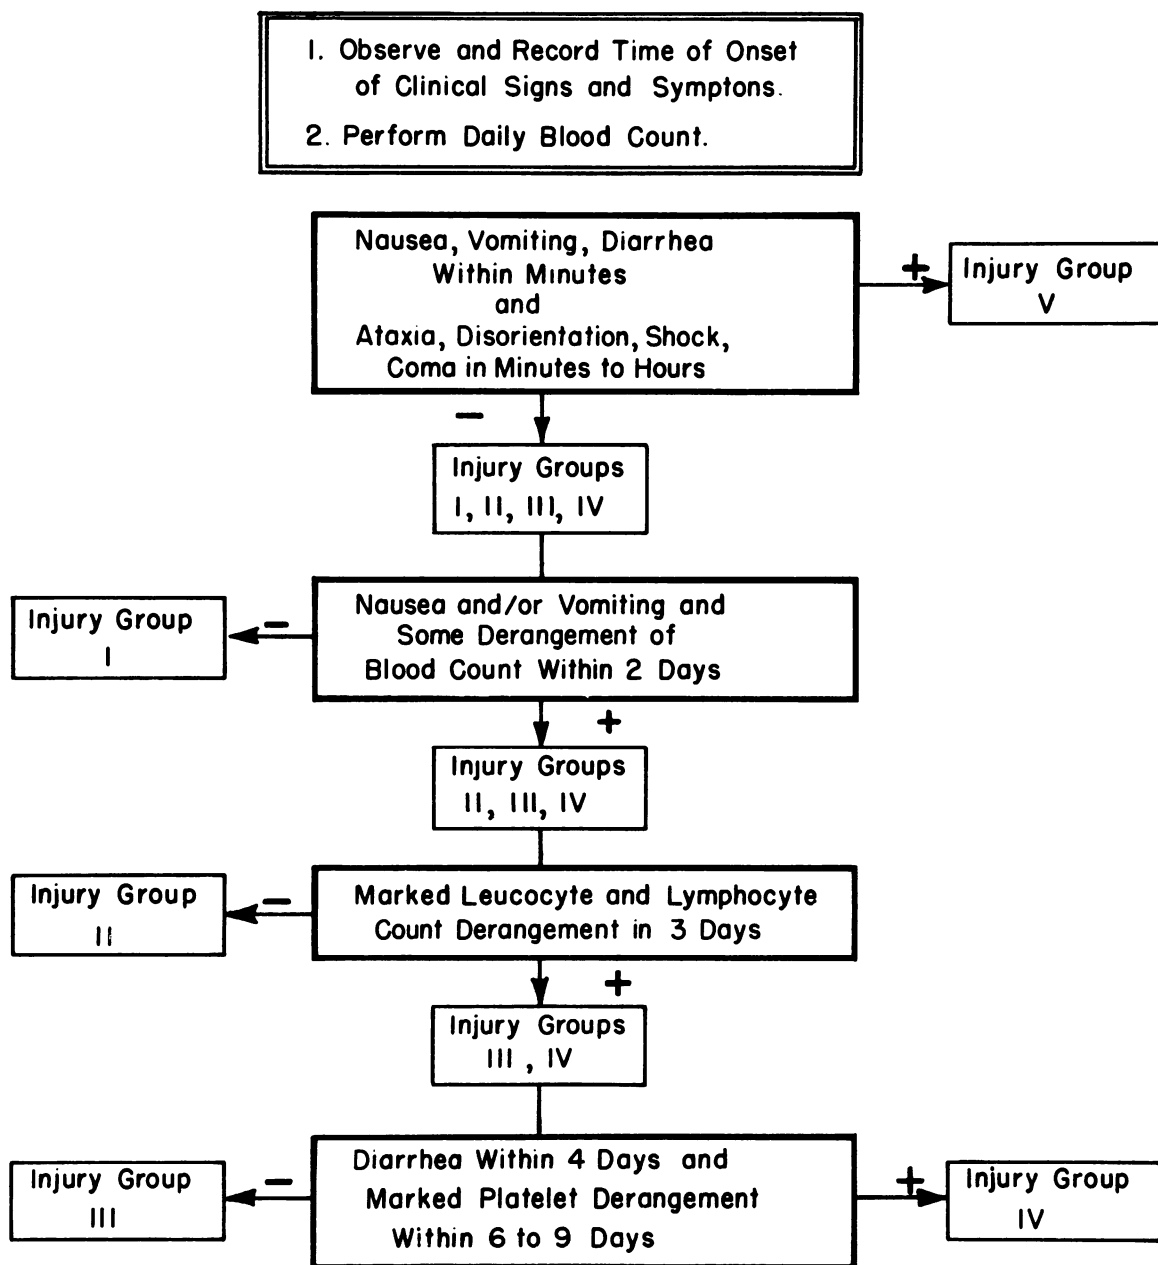 1. Observe and Record Time of Onset
of Clinical Signs and Symptons.
2. Perform Daily Blood Count.
Nausea, Vomiting, Diarrhea
Within Minutes
and
Ataxia, Disorientation, Shock,
Coma in Minutes to Hours
+
Injury Group
V
−
Injury Groups
I, II, III, IV
Nausea and/or Vomiting and
Some Derangement of
Blood Count Within 2 Days
−
Injury Group
I
+
Injury Groups
II, III, IV
Marked Leucocyte and Lymphocyte
Count Derangement in 3 Days
−
Injury Group
II
+
Injury Groups
III, IV
Diarrhea Within 4 Days and
Marked Platelet Derangement
Within 6 to 9 Days
−
Injury Group
III
+
Injury Group
IV